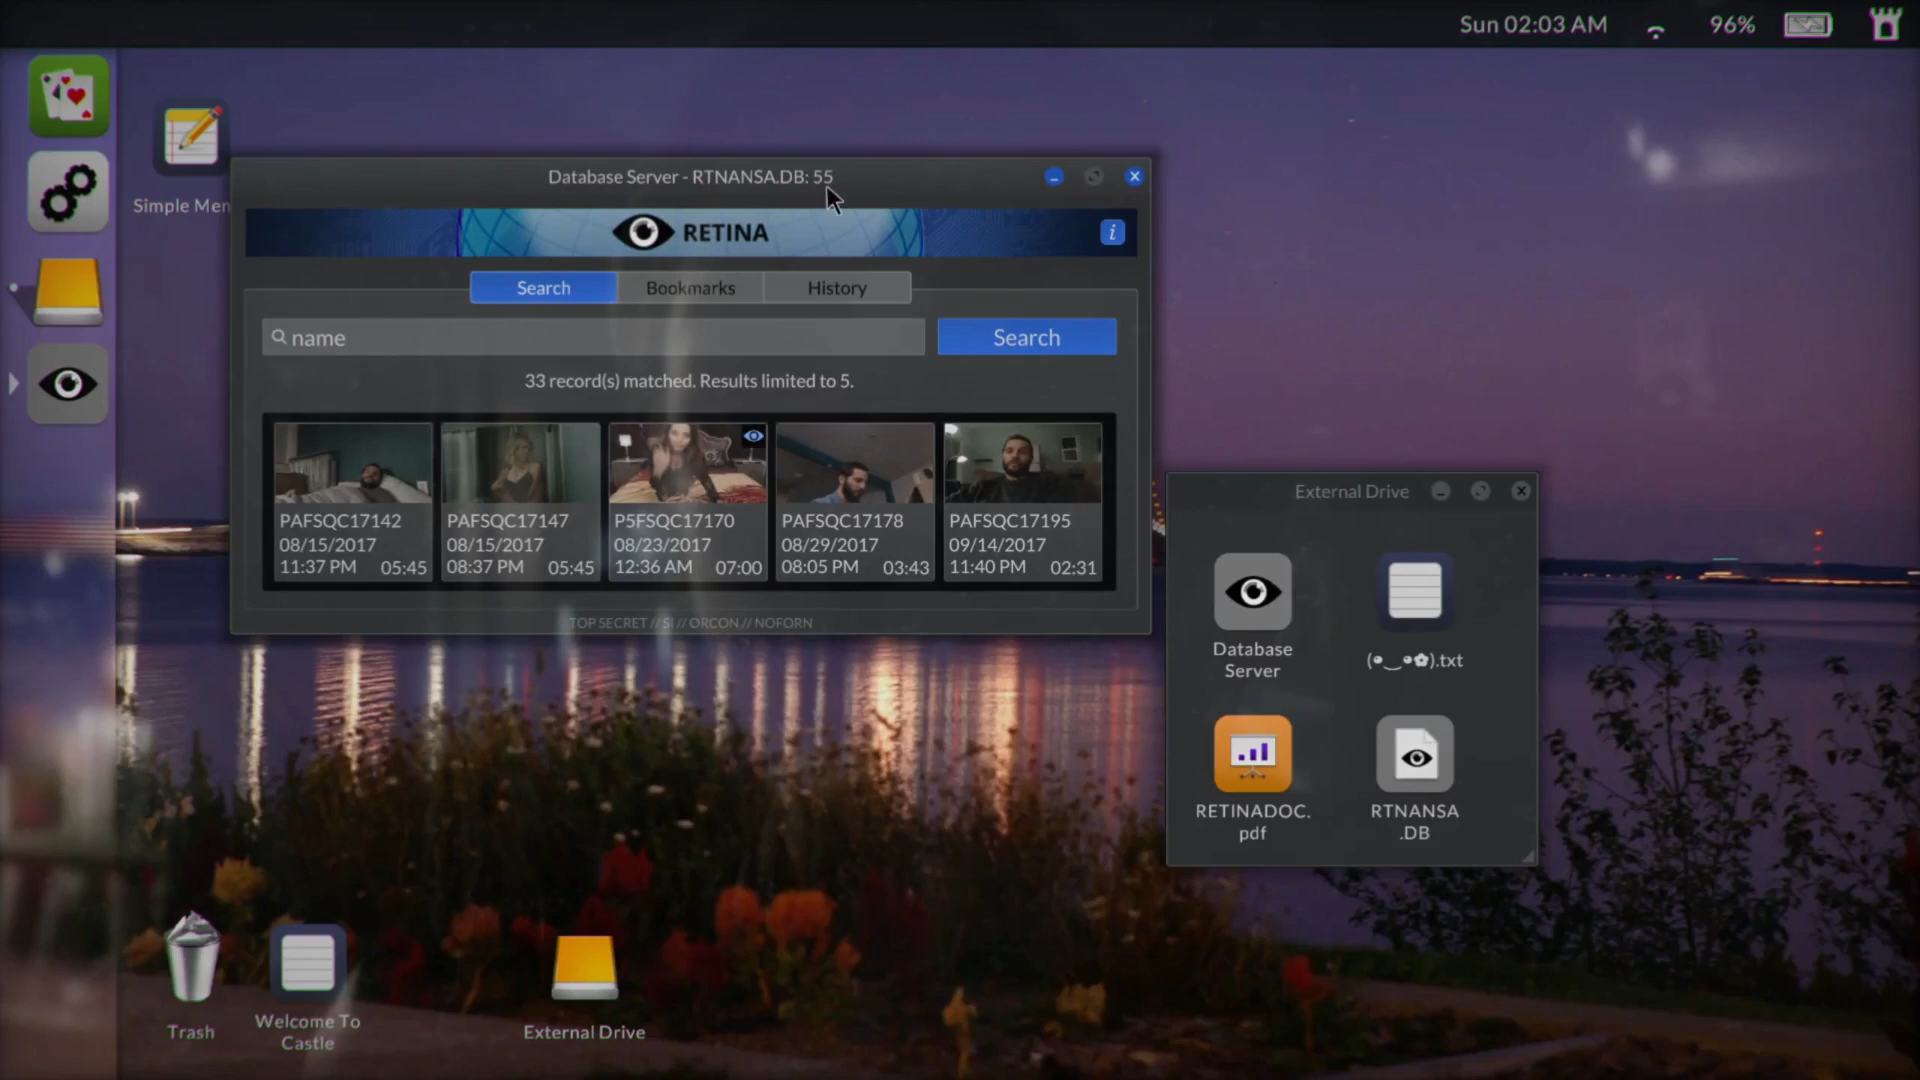 Sun 02:03 AM
96%
Simple Men
Database Server - RTNANSA.DB: 55
RETINA
i
Search
Bookmarks
History
name
Search
33 record(s) matched. Results limited to 5.
PAFSQC17142
08/15/2017
11:37 PM 05:45
PAFSQC17147
08/15/2017
08:37 PM 05:45
P5FSQC17170
08/23/2017
12:36 AM 07:00
PAFSQC17178
08/29/2017
08:05 PM 03:43
PAFSQC17195
09/14/2017
11:40 PM 02:31
TOP SECRET // SI // ORCON // NOFORN
External Drive
Database
Server
(•‿•✿).txt
RETINADOC.
pdf
RTNANSA
.DB
Trash
Welcome To
Castle
External Drive